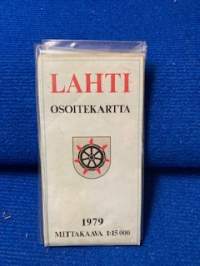 LAHTI
OSOITEKARTTA
1979
MITTAKAAVA 1:15 000